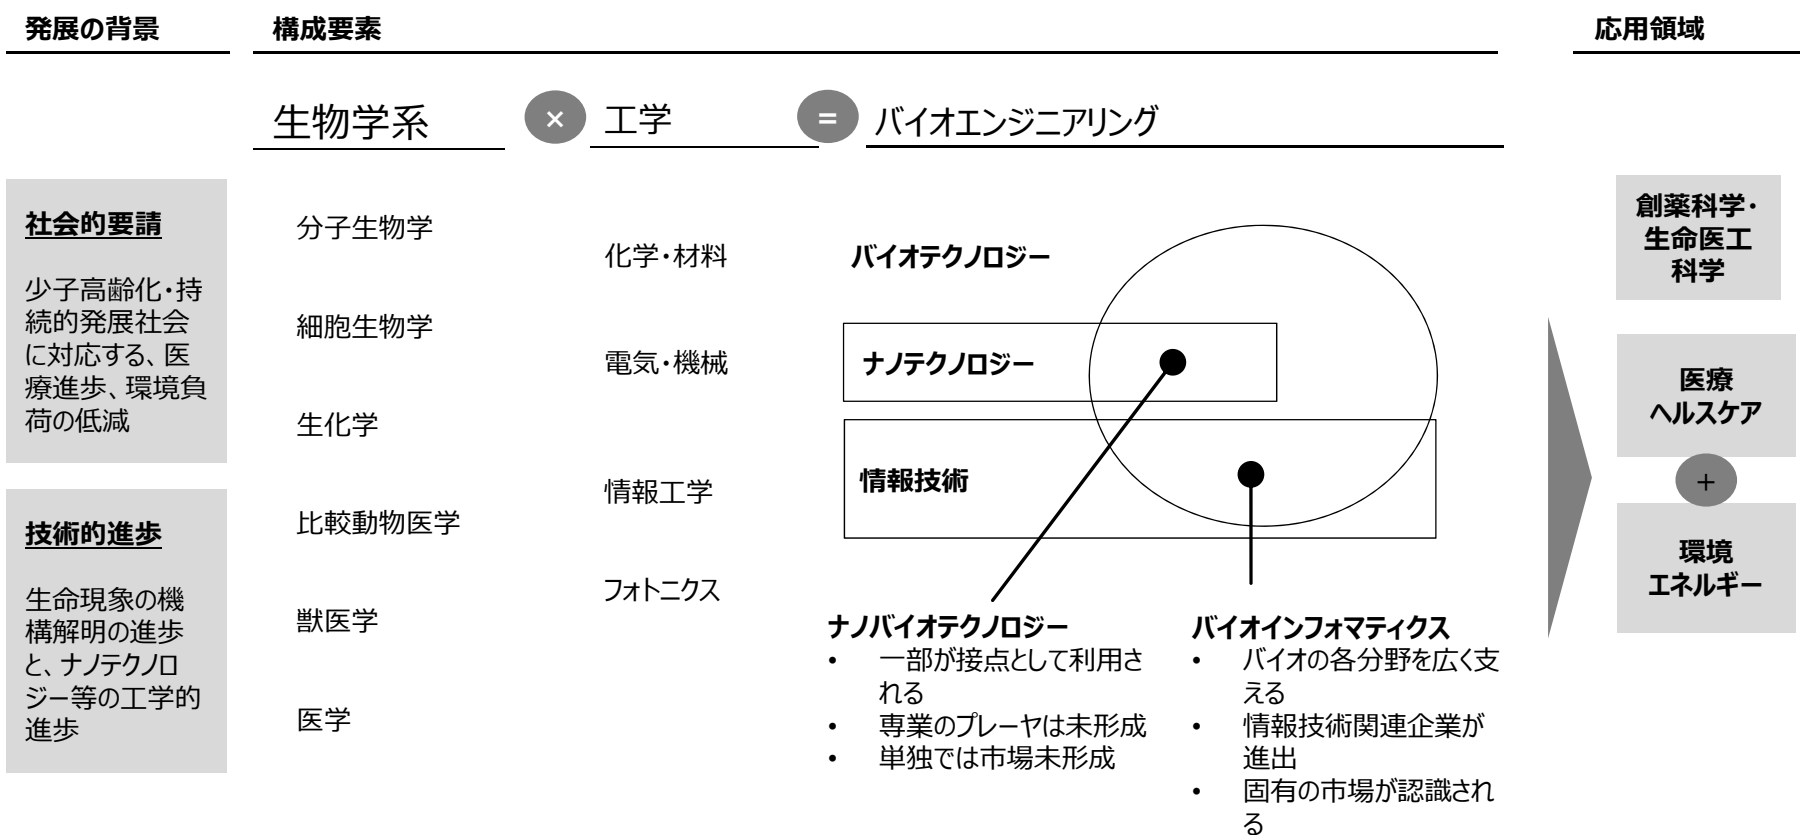 発展の背景
構成要素
応用領域
生物学系
×
工学
=
バイオエンジニアリング
社会的要請
少子高齢化・持
続的発展社会
に対応する、医
療進歩、環境負
荷の低減
技術的進歩
生命現象の機
構解明の進歩
と、ナノテクノロ
ジー等の工学的
進歩
分子生物学
細胞生物学
生化学
比較動物医学
獣医学
医学
化学・材料
電気・機械
情報工学
フォトニクス
バイオテクノロジー
ナノテクノロジー
情報技術
ナノバイオテクノロジー
• 一部が接点として利用さ
れる
• 専業のプレーヤは未形成
• 単独では市場未形成
バイオインフォマティクス
• バイオの各分野を広く支
える
• 情報技術関連企業が
進出
• 固有の市場が認識され
る
創薬科学・
生命医工
科学
医療
ヘルスケア
+
環境
エネルギー